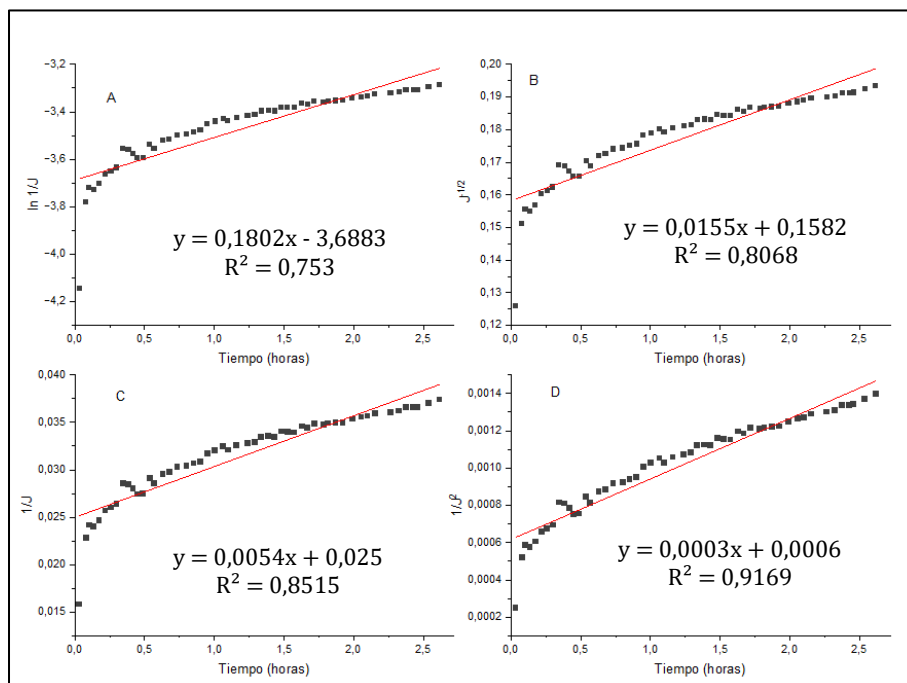 A
ln 1/J
−3,2
−3,4
−3,6
−3,8
−4,0
−4,2
y = 0,1802x - 3,6883
R² = 0,753
0,0 0,5 1,0 1,5 2,0 2,5
Tiempo (horas)
B
J^-1/2
0,20
0,19
0,18
0,17
0,16
0,15
0,14
0,13
0,12
y = 0,0155x + 0,1582
R² = 0,8068
0,0 0,5 1,0 1,5 2,0 2,5
Tiempo (horas)
C
1/J
0,040
0,035
0,030
0,025
0,020
0,015
y = 0,0054x + 0,025
R² = 0,8515
0,0 0,5 1,0 1,5 2,0 2,5
Tiempo (horas)
D
1/J²
0,0014
0,0012
0,0010
0,0008
0,0006
0,0004
0,0002
y = 0,0003x + 0,0006
R² = 0,9169
0,0 0,5 1,0 1,5 2,0 2,5
Tiempo (horas)